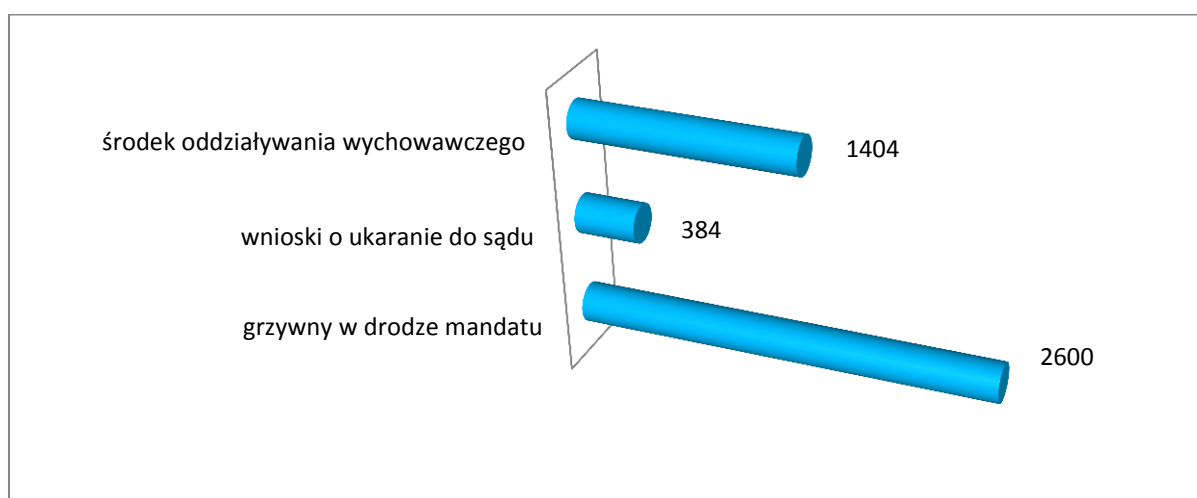 środek oddziaływania wychowawczego 1404
wnioski o ukaranie do sądu 384
grzywny w drodze mandatu 2600